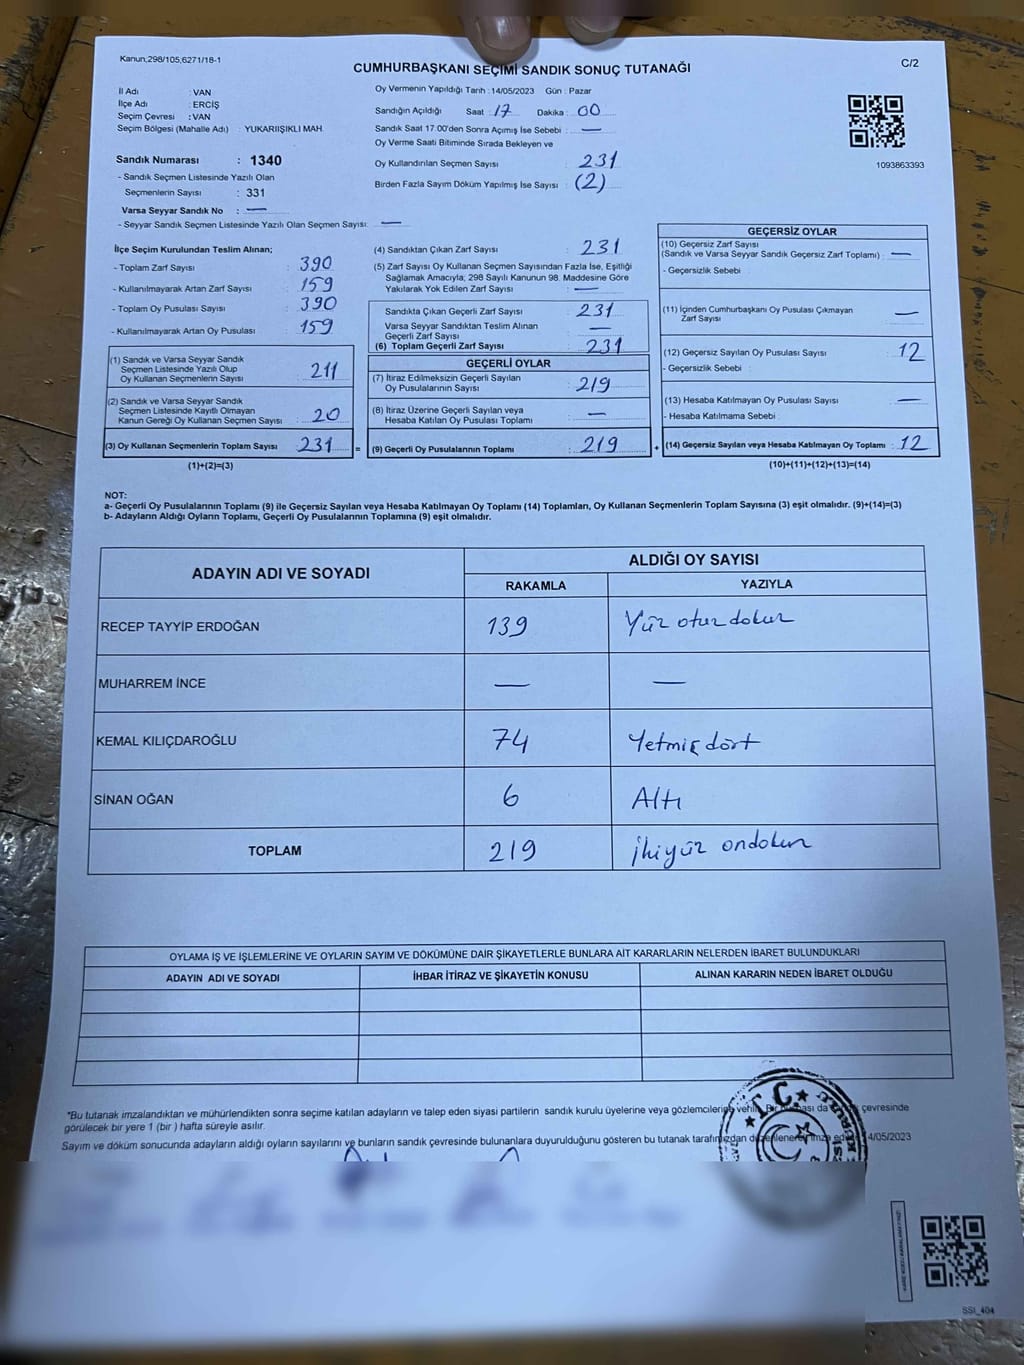 Kanun;298/105;6271/18-1
CUMHURBAŞKANI SEÇİMİ SANDIK SONUÇ TUTANAĞI
C/2
İl Adı : VAN
İlçe Adı : ERCİŞ
Seçim Çevresi : VAN
Seçim Bölgesi (Mahalle Adı) : YUKARIIŞIKLI MAH.
Sandık Numarası : 1340
- Sandık Seçmen Listesinde Yazılı Olan
Seçmenlerin Sayısı : 331
Varsa Seyyar Sandık No : —
- Seyyar Sandık Seçmen Listesinde Yazılı Olan Seçmen Sayısı: —
Oy Vermenin Yapıldığı Tarih : 14/05/2023 Gün : Pazar
Sandığın Açıldığı Saat : 17 Dakika : 00
Sandık Saat 17:00'den Sonra Açımış İse Sebebi : —
Oy Verme Saati Bitiminde Sırada Bekleyen ve
Oy Kullandırılan Seçmen Sayısı : 231
Birden Fazla Sayım Döküm Yapılmış İse Sayısı : (2)
1093863393
İlçe Seçim Kurulundan Teslim Alınan;
- Toplam Zarf Sayısı : 390
- Kullanılmayarak Artan Zarf Sayısı : 159
- Toplam Oy Pusulası Sayısı : 390
- Kullanılmayarak Artan Oy Pusulası : 159
(1) Sandık ve Varsa Seyyar Sandık
Seçmen Listesinde Yazılı Olup
Oy Kullanan Seçmenlerin Sayısı : 211
(2) Sandık ve Varsa Seyyar Sandık
Seçmen Listesinde Kayıtlı Olmayan
Kanun Gereği Oy Kullanan Seçmen Sayısı : 20
(3) Oy Kullanan Seçmenlerin Toplam Sayısı : 231 =
(1)+(2)=(3)
(4) Sandıktan Çıkan Zarf Sayısı : 231
(5) Zarf Sayısı Oy Kullanan Seçmen Sayısından Fazla İse, Eşitliği
Sağlamak Amacıyla; 298 Sayılı Kanunun 98. Maddesine Göre
Yakılarak Yok Edilen Zarf Sayısı : —
Sandıkta Çıkan Geçerli Zarf Sayısı : 231
Varsa Seyyar Sandıktan Teslim Alınan
Geçerli Zarf Sayısı : —
(6) Toplam Geçerli Zarf Sayısı : 231
GEÇERLİ OYLAR
(7) İtiraz Edilmeksizin Geçerli Sayılan
Oy Pusulalarının Sayısı : 219
(8) İtiraz Üzerine Geçerli Sayılan veya
Hesaba Katılan Oy Pusulası Toplamı : —
(9) Geçerli Oy Pusulalarının Toplamı : 219 +
GEÇERSİZ OYLAR
(10) Geçersiz Zarf Sayısı
(Sandık ve Varsa Seyyar Sandık Geçersiz Zarf Toplamı) : —
- Geçersizlik Sebebi :
(11) İçinden Cumhurbaşkanı Oy Pusulası Çıkmayan
Zarf Sayısı : —
(12) Geçersiz Sayılan Oy Pusulası Sayısı : 12
- Geçersizlik Sebebi :
(13) Hesaba Katılmayan Oy Pusulası Sayısı : —
- Hesaba Katılmama Sebebi :
(14) Geçersiz Sayılan veya Hesaba Katılmayan Oy Toplamı : 12
(10)+(11)+(12)+(13)=(14)
NOT:
a- Geçerli Oy Pusulalarının Toplamı (9) ile Geçersiz Sayılan veya Hesaba Katılmayan Oy Toplamı (14) Toplamları, Oy Kullanan Seçmenlerin Toplam Sayısına (3) eşit olmalıdır. (9)+(14)=(3)
b- Adayların Aldığı Oyların Toplamı, Geçerli Oy Pusulalarının Toplamına (9) eşit olmalıdır.
ADAYIN ADI VE SOYADI
ALDIĞI OY SAYISI
RAKAMLA YAZIYLA
RECEP TAYYİP ERDOĞAN 139 Yüz otuz dokuz
MUHARREM İNCE — —
KEMAL KILIÇDAROĞLU 74 Yetmiş dört
SİNAN OĞAN 6 Altı
TOPLAM 219 İkiyüz ondokuz
OYLAMA İŞ VE İŞLEMLERİNE VE OYLARIN SAYIM VE DÖKÜMÜNE DAİR ŞİKAYETLERLE BUNLARA AİT KARARLARIN NELERDEN İBARET BULUNDUKLARI
ADAYIN ADI VE SOYADI İHBAR İTİRAZ VE ŞİKAYETİN KONUSU ALINAN KARARIN NEDEN İBARET OLDUĞU
*Bu tutanak imzalandıktan ve mühürlendikten sonra seçime katılan adayların ve talep eden siyasi partilerin sandık kurulu üyelerine veya gözlemcilerine verilir. Bir da çevresinde
görülecek bir yere 1 (bir ) hafta süreyle asılır.
Sayım ve döküm sonucunda adayların aldığı oyların sayılarını ve bunların sandık çevresinde bulunanlara duyurulduğunu gösteren bu tutanak tarafımızdan 14/05/2023
T.C.
SSI_404